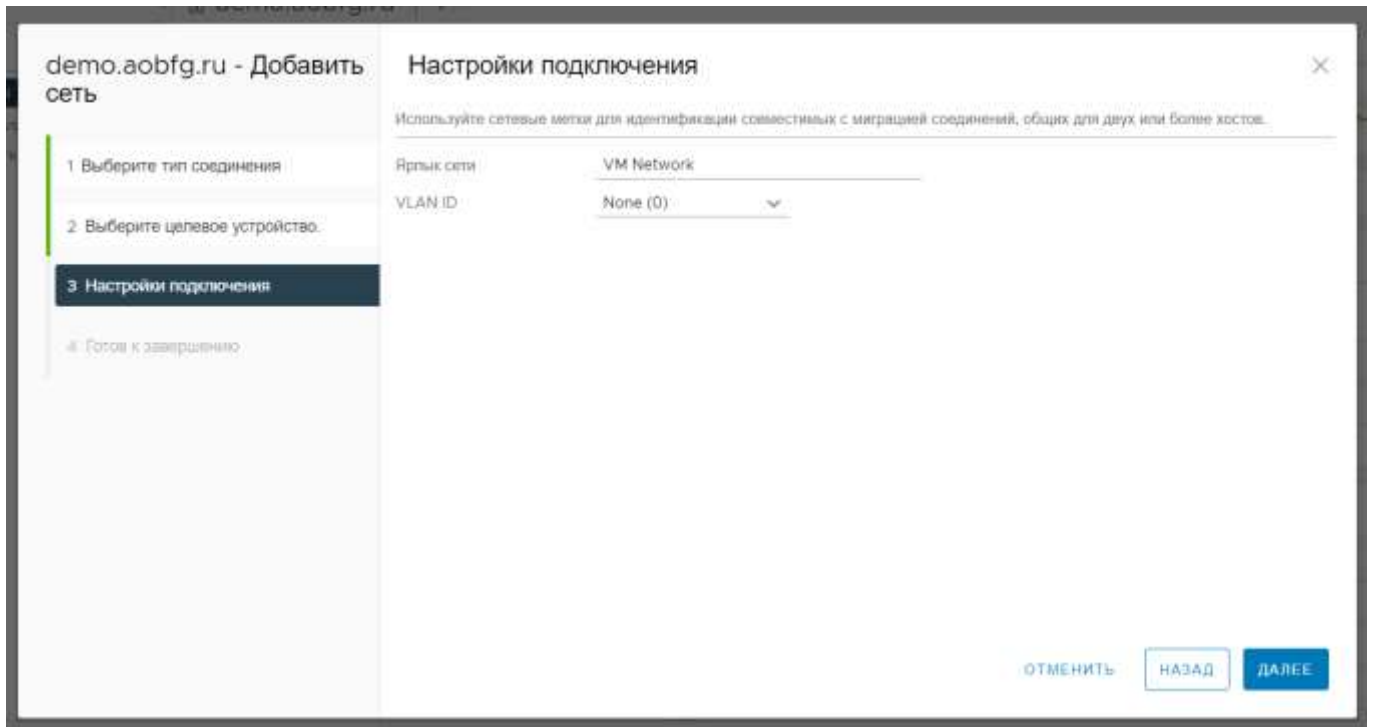 demo.aobfg.ru - Добавить
сеть
Настройки подключения
Используйте сетевые метки для идентификации совместимых с миграцией соединений, общих для двух или более хостов.
1 Выберите тип соединения
Ярлык сети VM Network
VLAN ID None (0)
2 Выберите целевое устройство.
3 Настройки подключения
4 Готов к завершению
ОТМЕНИТЬ НАЗАД ДАЛЕЕ